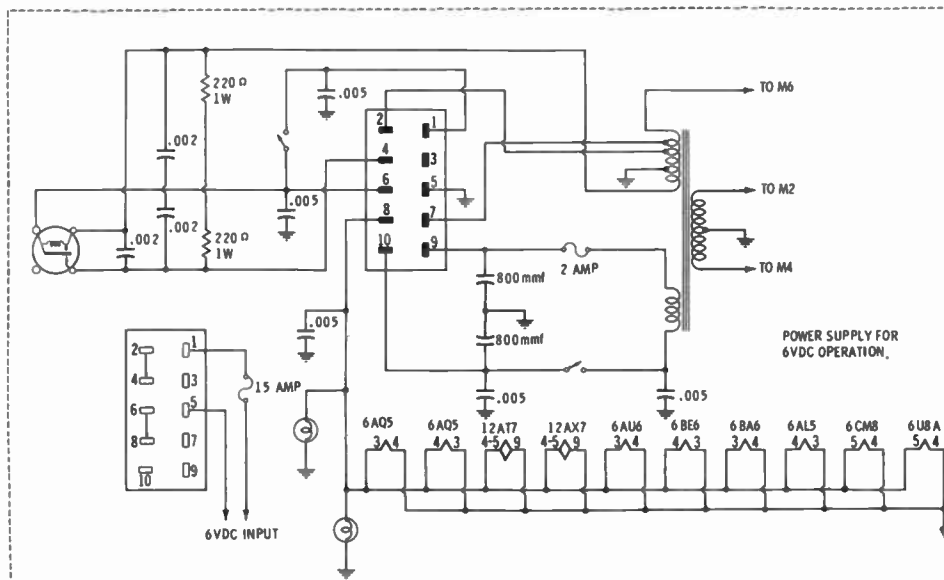 TO M6
220 Ω
1W
.005
2
1
.002
4
3
6
5
.005
8
7
TO M2
.002
.002
220 Ω
1W
10
9
2 AMP
TO M4
800mmf
.005
800mmf
POWER SUPPLY FOR
6VDC OPERATION.
2
1
4
3
15 AMP
6
5
8
7
10
9
.005
.005
6VDC INPUT
6AQ5
3 4
6AQ5
4 3
12AT7
4-5 9
12AX7
4-5 9
6AU6
3 4
6BE6
4 3
6BA6
3 4
6AL5
4 3
6CM8
5 4
6U8A
5 4